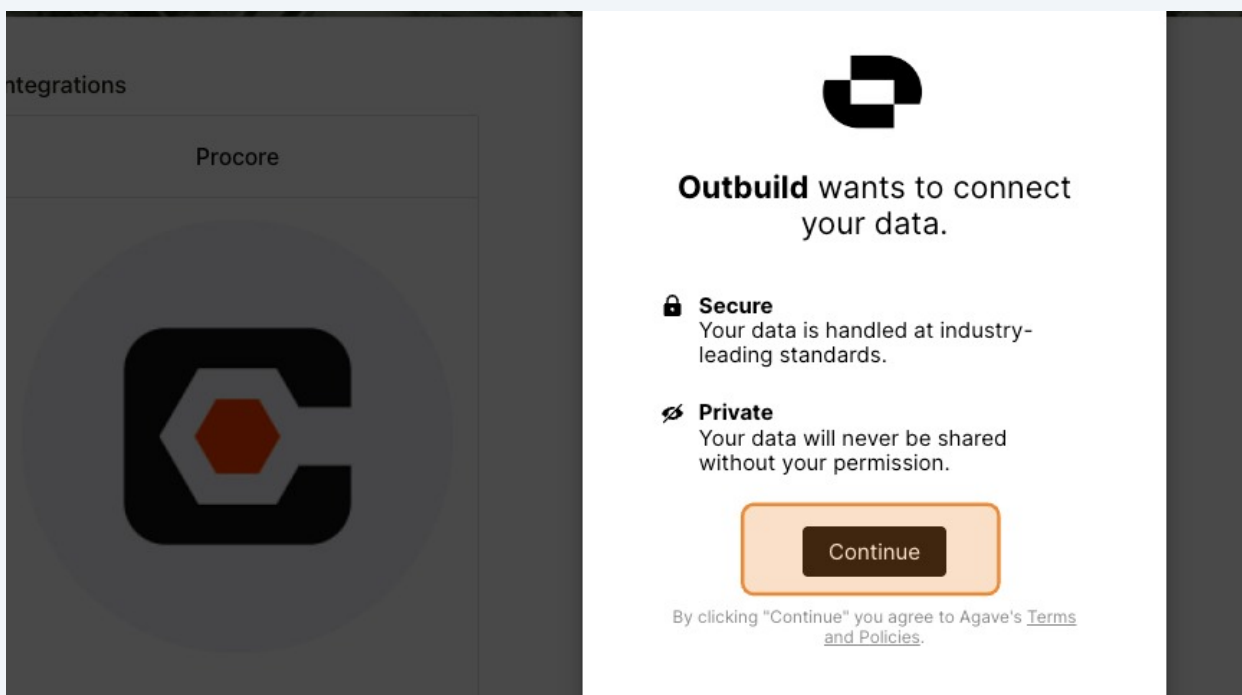 ntegrations
Procore
Outbuild wants to connect
your data.
Secure
Your data is handled at industry-
leading standards.
Private
Your data will never be shared
without your permission.
Continue
By clicking "Continue" you agree to Agave's Terms
and Policies.